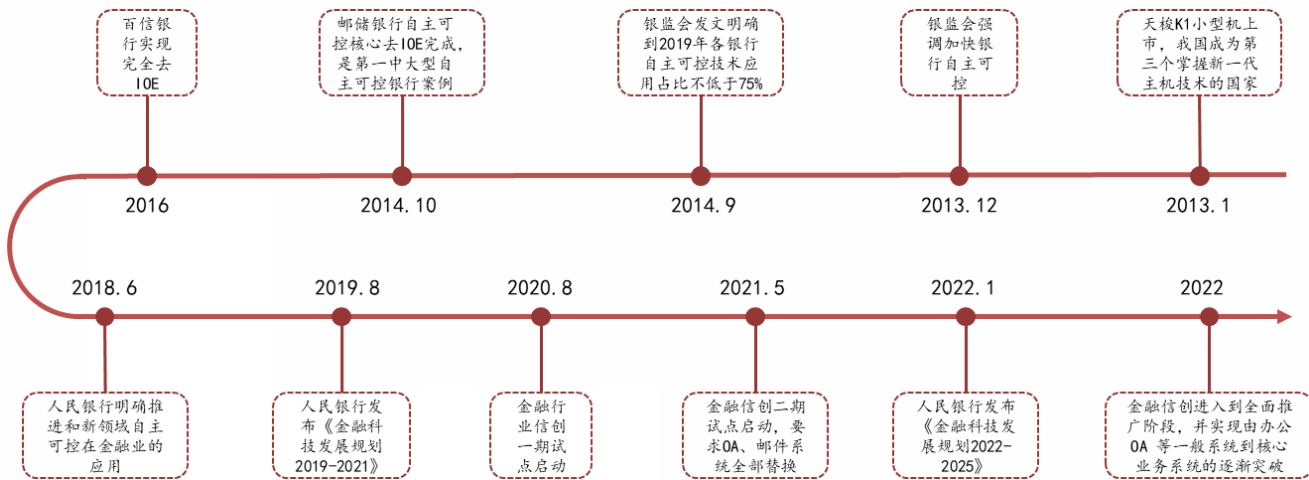 百信银
行实现
完全去
IOE
邮储银行自主可
控核心去IOE完成，
是第一中大型自
主可控银行案例
银监会发文明确
到2019年各银行
自主可控技术应
用占比不低于75%
银监会强
调加快银
行自主可
控
天梭K1小型机上
市，我国成为第
三个掌握新一代
主机技术的国家
2016
2014.10
2014.9
2013.12
2013.1
2018.6
2019.8
2020.8
2021.5
2022.1
2022
人民银行明确推
进和新领域自主
可控在金融业的
应用
人民银行发
布《金融科
技发展规划
2019-2021》
金融行
业信创
一期试
点启动
金融信创二期
试点启动，要
求OA、邮件系
统全部替换
人民银行发布
《金融科技发
展规划2022-
2025》
金融信创进入到全面推
广阶段，并实现由办公
OA 等一般系统到核心
业务系统的逐渐突破